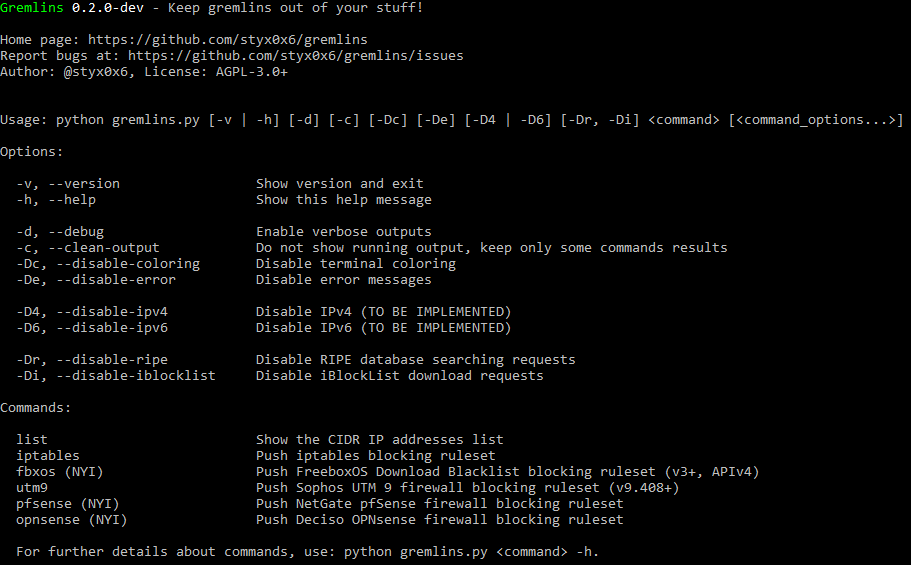 Gremlins 0.2.0-dev - Keep gremlins out of your stuff!
Home page: https://github.com/styx0x6/gremlins
Report bugs at: https://github.com/styx0x6/gremlins/issues
Author: @styx0x6, License: AGPL-3.0+
Usage: python gremlins.py [-v | -h] [-d] [-c] [-Dc] [-De] [-D4 | -D6] [-Dr, -Di] <command> [<command_options...>]
Options:
-v, --version Show version and exit
-h, --help Show this help message
-d, --debug Enable verbose outputs
-c, --clean-output Do not show running output, keep only some commands results
-Dc, --disable-coloring Disable terminal coloring
-De, --disable-error Disable error messages
-D4, --disable-ipv4 Disable IPv4 (TO BE IMPLEMENTED)
-D6, --disable-ipv6 Disable IPv6 (TO BE IMPLEMENTED)
-Dr, --disable-ripe Disable RIPE database searching requests
-Di, --disable-iblocklist Disable iBlockList download requests
Commands:
list Show the CIDR IP addresses list
iptables Push iptables blocking ruleset
fbxos (NYI) Push FreeboxOS Download Blacklist blocking ruleset (v3+, APIv4)
utm9 Push Sophos UTM 9 firewall blocking ruleset (v9.408+)
pfsense (NYI) Push NetGate pfSense firewall blocking ruleset
opnsense (NYI) Push Deciso OPNsense firewall blocking ruleset
For further details about commands, use: python gremlins.py <command> -h.